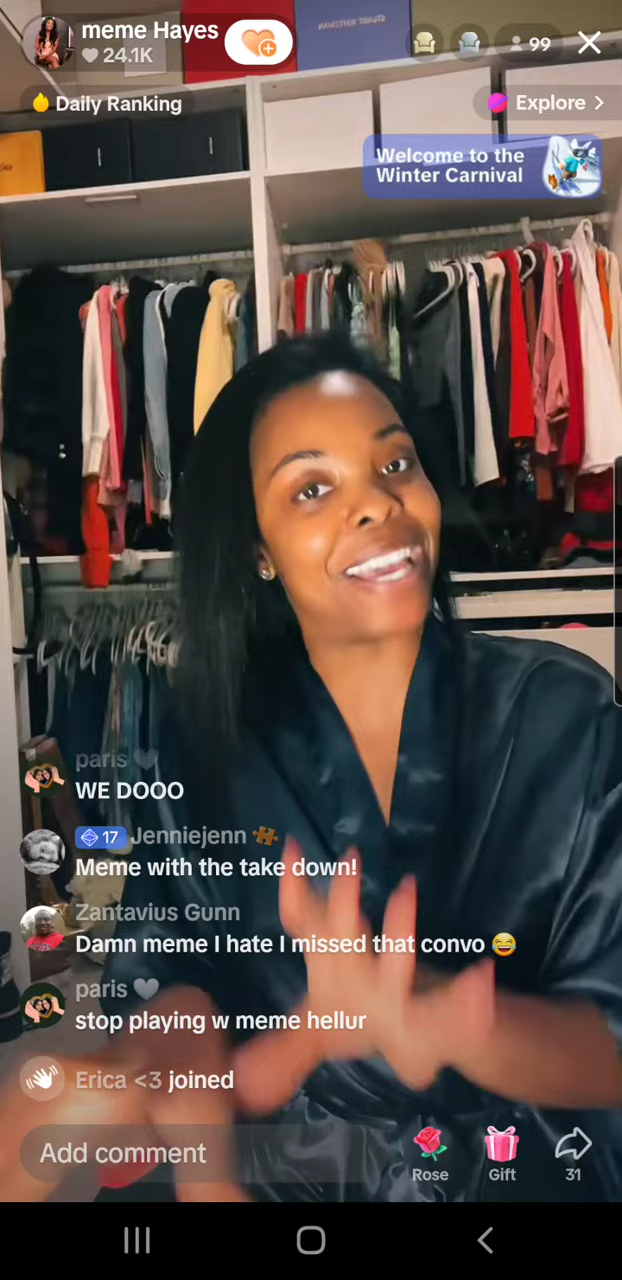 meme Hayes
24.1K
99
Daily Ranking
Explore
Welcome to the
Winter Carnival
paris
WE DOOO
17 Jenniejenn
Meme with the take down!
Zantavius Gunn
Damn meme I hate I missed that convo 😂
paris
stop playing w meme hellur
Erica <3 joined
Add comment
Rose
Gift
31